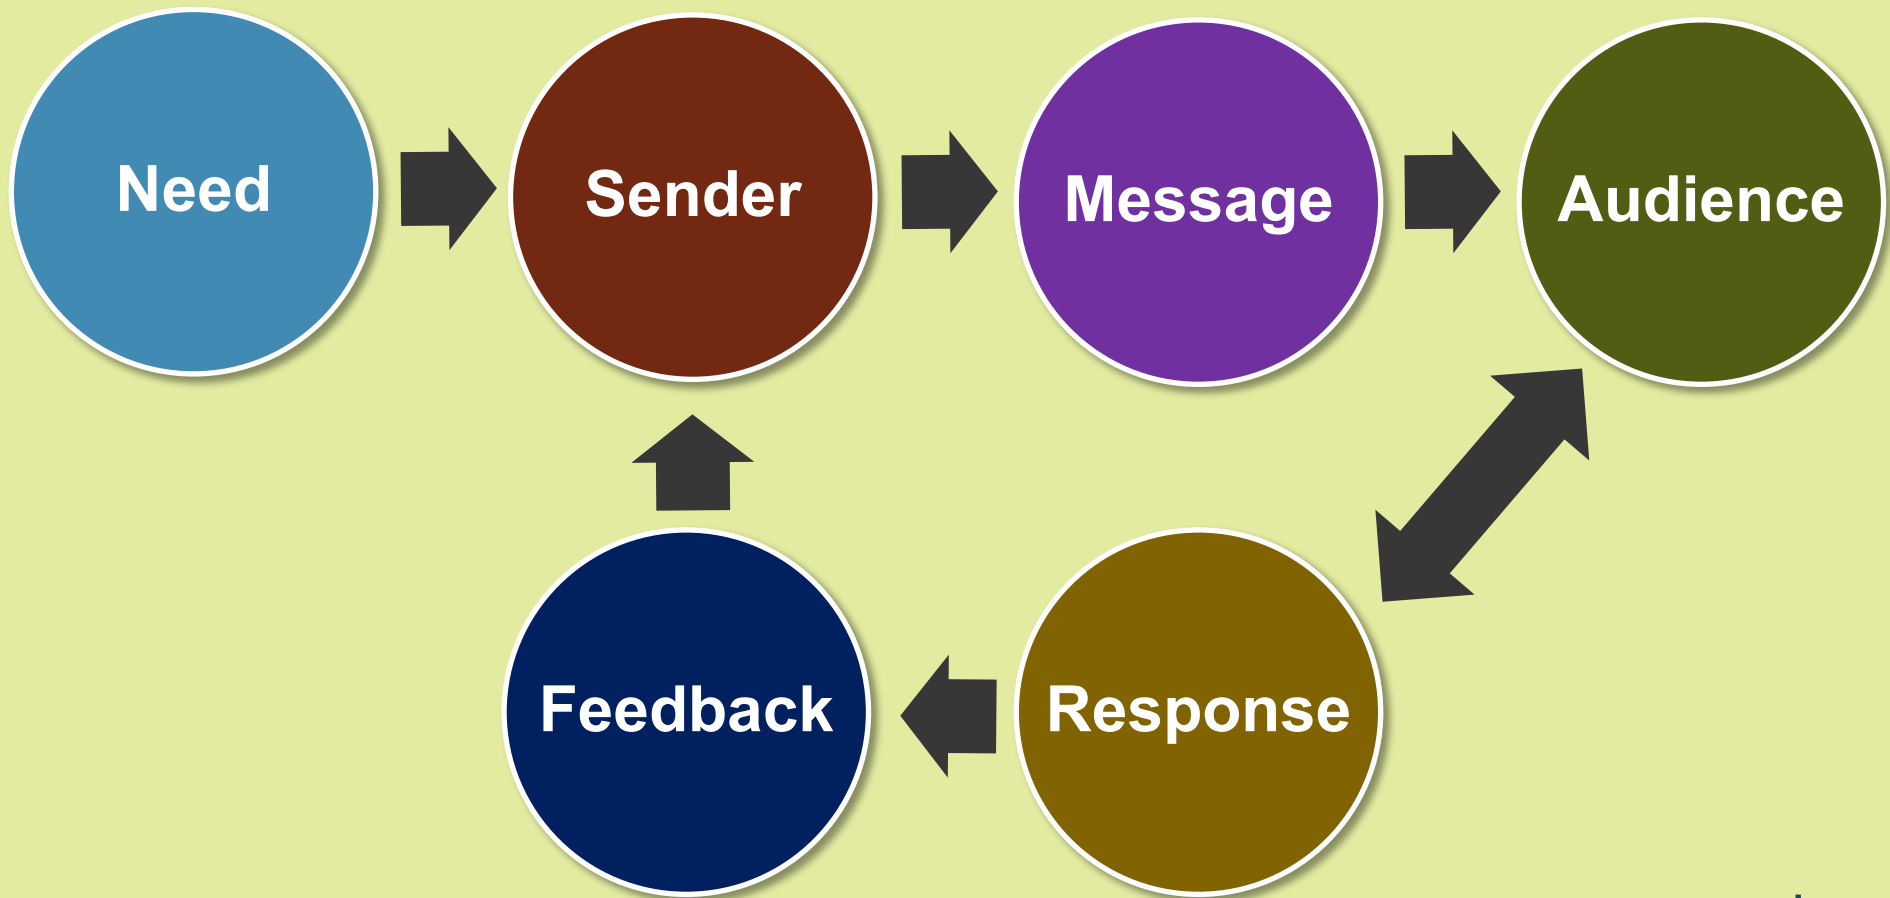 Need
Sender
Message
Audience
Feedback
Response